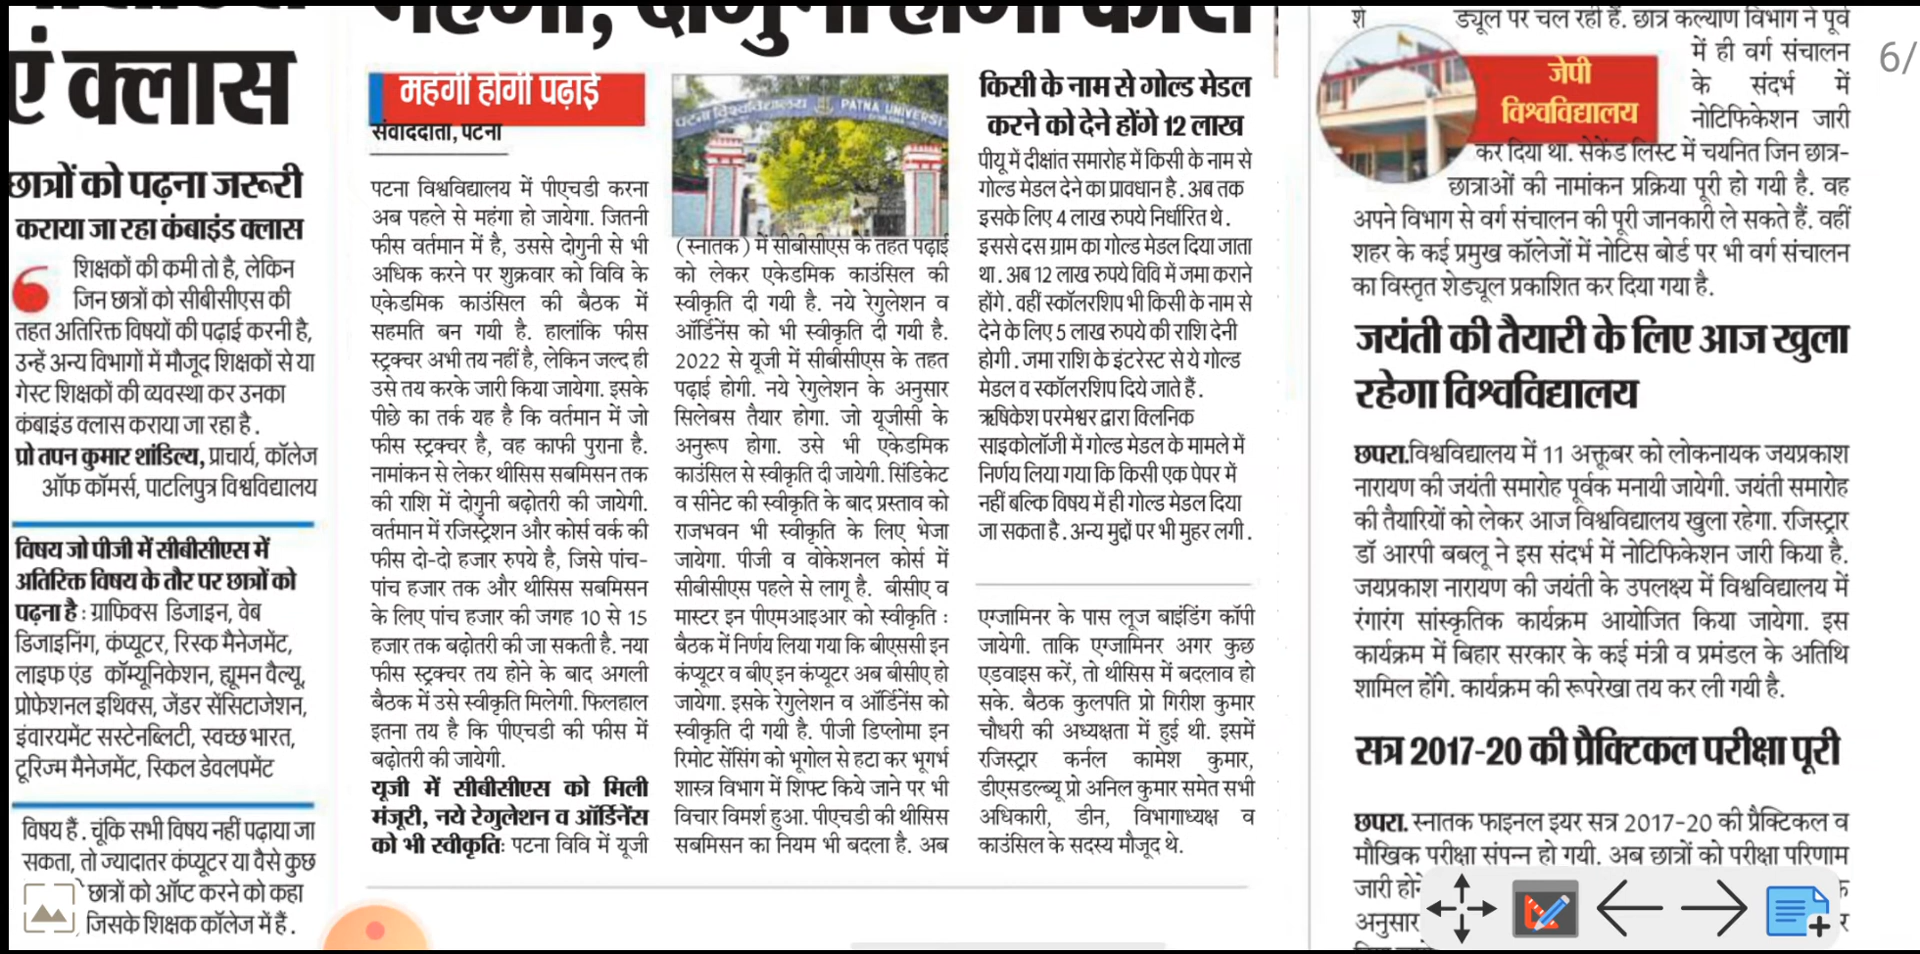 एं क्लास
छात्रों को पढ़ना जरूरी
कराया जा रहा कंबाइंड क्लास
शिक्षकों की कमी तो है, लेकिन
जिन छात्रों को सीबीसीएस की
तहत अतिरिक्त विषयों की पढ़ाई करनी है,
उन्हें अन्य विभागों में मौजूद शिक्षकों से या
गेस्ट शिक्षकों की व्यवस्था कर उनका
कंबाइंड क्लास कराया जा रहा है.
प्रो तपन कुमार शांडिल्य, प्राचार्य, कॉलेज
ऑफ कॉमर्स, पाटलिपुत्र विश्वविद्यालय
विषय जो पीजी में सीबीसीएस में
अतिरिक्त विषय के तौर पर छात्रों को
पढ़ना है : ग्राफिक्स डिजाइन, वेब
डिजाइनिंग, कंप्यूटर, रिस्क मैनेजमेंट,
लाइफ एंड कॉम्यूनिकेशन, ह्यूमन वैल्यू,
प्रोफेशनल इथिक्स, जेंडर सेंसिटाजेशन,
इंवारयमेंट सस्टेनब्लिटी, स्वच्छ भारत,
टूरिज्म मैनेजमेंट, स्किल डेवलपमेंट
विषय हैं. चूंकि सभी विषय नहीं पढ़ाया जा
सकता, तो ज्यादातर कंप्यूटर या वैसे कुछ
छात्रों को ऑप्ट करने को कहा
जिसके शिक्षक कॉलेज में हैं.
महंगी होगी पढ़ाई
संवाददाता, पटना
पटना विश्वविद्यालय में पीएचडी करना
अब पहले से महंगा हो जायेगा. जितनी
फीस वर्तमान में है, उससे दोगुनी से भी
अधिक करने पर शुक्रवार को विवि के
एकेडमिक काउंसिल की बैठक में
सहमति बन गयी है. हालांकि फीस
स्ट्रक्चर अभी तय नहीं है, लेकिन जल्द ही
उसे तय करके जारी किया जायेगा. इसके
पीछे का तर्क यह है कि वर्तमान में जो
फीस स्ट्रक्चर है, वह काफी पुराना है.
नामांकन से लेकर थीसिस सबमिसन तक
की राशि में दोगुनी बढ़ोतरी की जायेगी.
वर्तमान में रजिस्ट्रेशन और कोर्स वर्क की
फीस दो-दो हजार रुपये है, जिसे पांच-
पांच हजार तक और थीसिस सबमिसन
के लिए पांच हजार की जगह 10 से 15
हजार तक बढ़ोतरी की जा सकती है. नया
फीस स्ट्रक्चर तय होने के बाद अगली
बैठक में उसे स्वीकृति मिलेगी. फिलहाल
इतना तय है कि पीएचडी की फीस में
बढ़ोतरी की जायेगी.
यूजी में सीबीसीएस को मिली
मंजूरी, नये रेगुलेशन व ऑर्डिनेंस
को भी स्वीकृति: पटना विवि में यूजी
पटना विश्वविद्यालय PATNA UNIVERSI
(स्नातक) में सीबीसीएस के तहत पढ़ाई
को लेकर एकेडमिक काउंसिल की
स्वीकृति दी गयी है. नये रेगुलेशन व
ऑर्डिनेंस को भी स्वीकृति दी गयी है.
2022 से यूजी में सीबीसीएस के तहत
पढ़ाई होगी. नये रेगुलेशन के अनुसार
सिलेबस तैयार होगा. जो यूजीसी के
अनुरूप होगा. उसे भी एकेडमिक
काउंसिल से स्वीकृति दी जायेगी. सिंडिकेट
व सीनेट की स्वीकृति के बाद प्रस्ताव को
राजभवन भी स्वीकृति के लिए भेजा
जायेगा. पीजी व वोकेशनल कोर्स में
सीबीसीएस पहले से लागू है. बीसीए व
मास्टर इन पीएमआइआर को स्वीकृति :
बैठक में निर्णय लिया गया कि बीएससी इन
कंप्यूटर व बीए इन कंप्यूटर अब बीसीए हो
जायेगा. इसके रेगुलेशन व ऑर्डिनेंस को
स्वीकृति दी गयी है. पीजी डिप्लोमा इन
रिमोट सेंसिंग को भूगोल से हटा कर भूगर्भ
शास्त्र विभाग में शिफ्ट किये जाने पर भी
विचार विमर्श हुआ. पीएचडी की थीसिस
सबमिसन का नियम भी बदला है. अब
किसी के नाम से गोल्ड मेडल
करने को देने होंगे 12 लाख
पीयू में दीक्षांत समारोह में किसी के नाम से
गोल्ड मेडल देने का प्रावधान है. अब तक
इसके लिए 4 लाख रुपये निर्धारित थे.
इससे दस ग्राम का गोल्ड मेडल दिया जाता
था. अब 12 लाख रुपये विवि में जमा कराने
होंगे. वहीं स्कॉलरशिप भी किसी के नाम से
देने के लिए 5 लाख रुपये की राशि देनी
होगी. जमा राशि के इंटरेस्ट से ये गोल्ड
मेडल व स्कॉलरशिप दिये जाते हैं.
ऋषिकेश परमेश्वर द्वारा क्लिनिक
साइकोलॉजी में गोल्ड मेडल के मामले में
निर्णय लिया गया कि किसी एक पेपर में
नहीं बल्कि विषय में ही गोल्ड मेडल दिया
जा सकता है. अन्य मुद्दों पर भी मुहर लगी.
एग्जामिनर के पास लूज बाइंडिंग कॉपी
जायेगी. ताकि एग्जामिनर अगर कुछ
एडवाइस करें, तो थीसिस में बदलाव हो
सके. बैठक कुलपति प्रो गिरीश कुमार
चौधरी की अध्यक्षता में हुई थी. इसमें
रजिस्ट्रार कर्नल कामेश कुमार,
डीएसडल्ब्यू प्रो अनिल कुमार समेत सभी
अधिकारी, डीन, विभागाध्यक्ष व
काउंसिल के सदस्य मौजूद थे.
शेड्यूल पर चल रही हैं. छात्र कल्याण विभाग ने पूर्व
में ही वर्ग संचालन
के संदर्भ में
नोटिफिकेशन जारी
जेपी
विश्वविद्यालय
कर दिया था. सेकेंड लिस्ट में चयनित जिन छात्र-
छात्राओं की नामांकन प्रक्रिया पूरी हो गयी है. वह
अपने विभाग से वर्ग संचालन की पूरी जानकारी ले सकते हैं. वहीं
शहर के कई प्रमुख कॉलेजों में नोटिस बोर्ड पर भी वर्ग संचालन
का विस्तृत शेड्यूल प्रकाशित कर दिया गया है.
जयंती की तैयारी के लिए आज खुला
रहेगा विश्वविद्यालय
छपरा.विश्वविद्यालय में 11 अक्तूबर को लोकनायक जयप्रकाश
नारायण की जयंती समारोह पूर्वक मनायी जायेगी. जयंती समारोह
की तैयारियों को लेकर आज विश्वविद्यालय खुला रहेगा. रजिस्ट्रार
डॉ आरपी बबलू ने इस संदर्भ में नोटिफिकेशन जारी किया है.
जयप्रकाश नारायण की जयंती के उपलक्ष्य में विश्वविद्यालय में
रंगारंग सांस्कृतिक कार्यक्रम आयोजित किया जायेगा. इस
कार्यक्रम में बिहार सरकार के कई मंत्री व प्रमंडल के अतिथि
शामिल होंगे. कार्यक्रम की रूपरेखा तय कर ली गयी है.
सत्र 2017-20 की प्रैक्टिकल परीक्षा पूरी
छपरा. स्नातक फाइनल इयर सत्र 2017-20 की प्रैक्टिकल व
मौखिक परीक्षा संपन्न हो गयी. अब छात्रों को परीक्षा परिणाम
जारी होने
अनुसार
6/